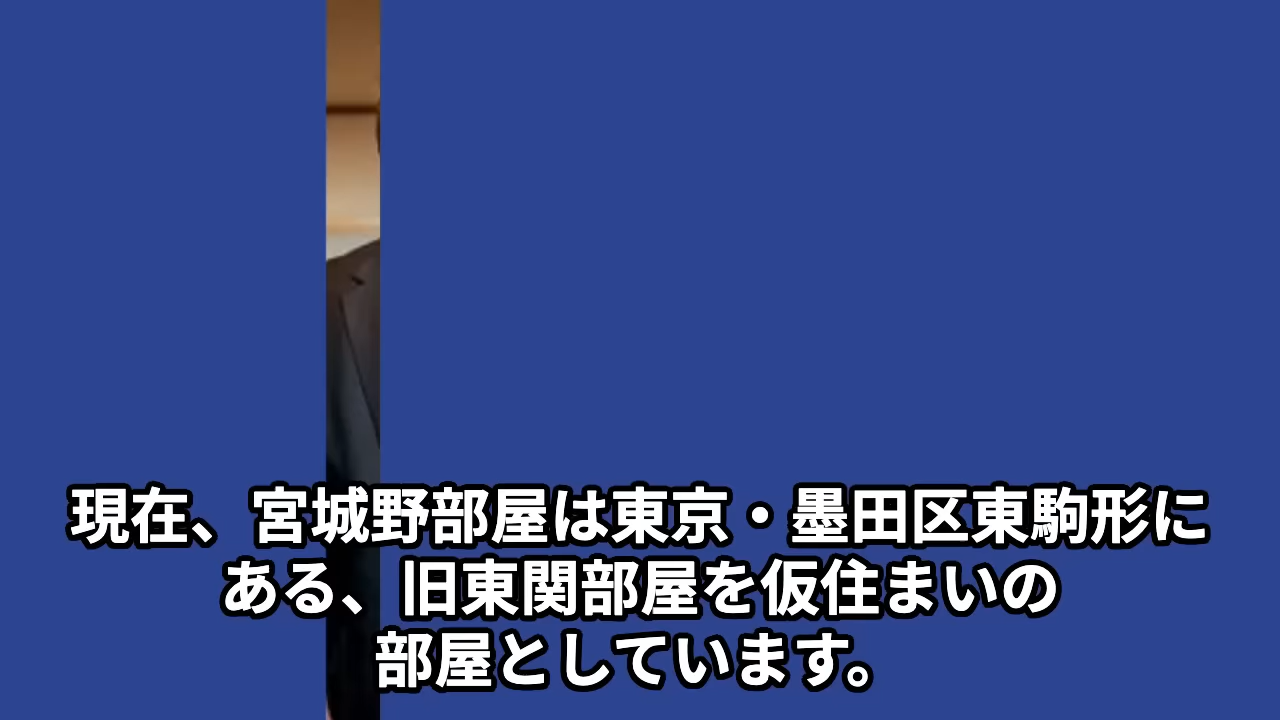 現在、宮城野部屋は東京・墨田区東駒形に
ある、旧東関部屋を仮住まいの
部屋としています。